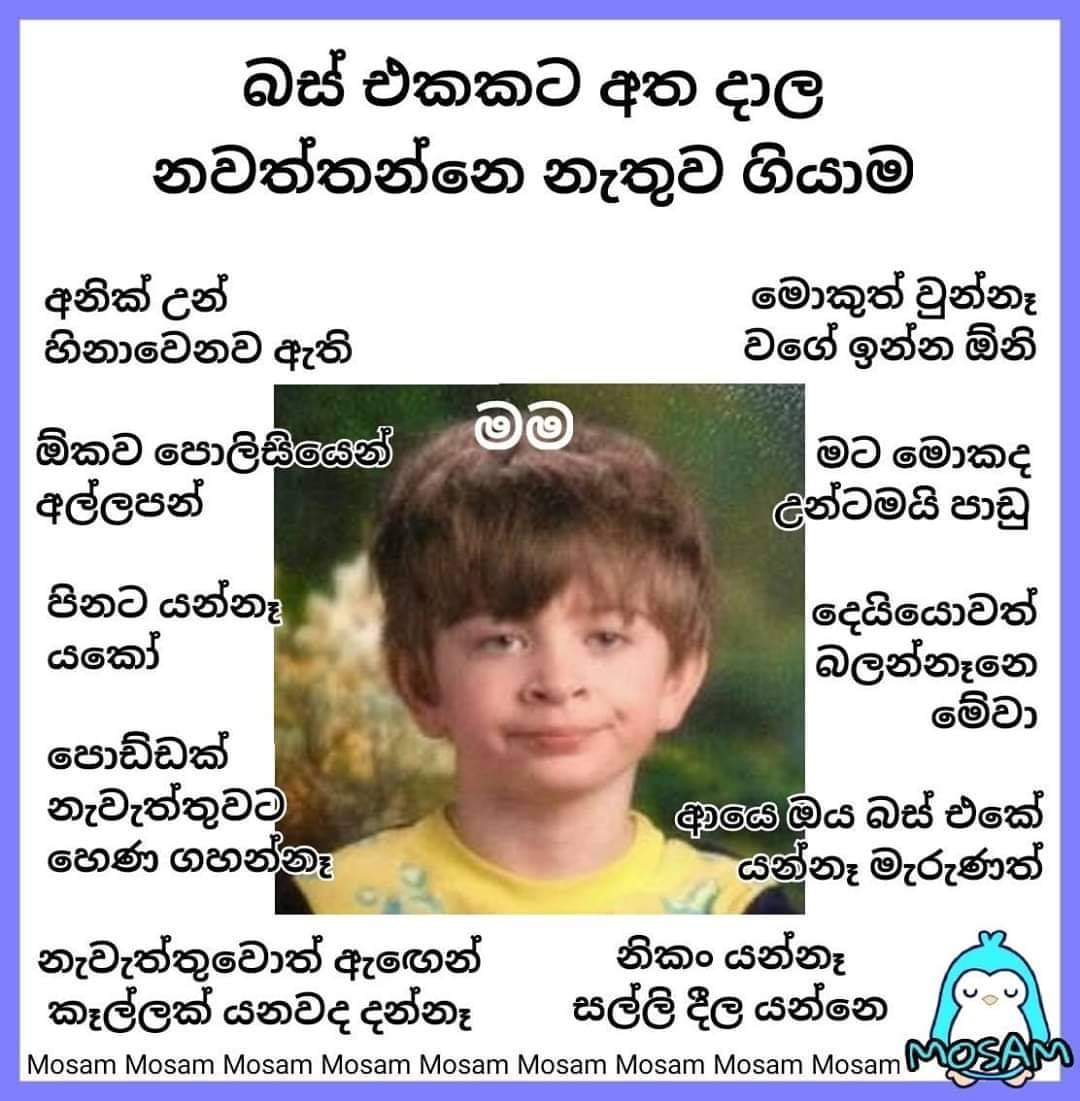 බස් එකකට අත දාල
නවත්තන්නෙ නැතුව ගියාම
අනික් උන්
හිනාවෙනව ඇති
මොකුත් වුන්නෑ
වගේ ඉන්න ඕනි
මම
ඕකව පොලිසියෙන්
අල්ලපන්
මට මොකද
උන්ටමයි පාඩු
පිනට යන්නෑ
යකෝ
දෙයියොවත්
බලන්නෑනෙ
මේවා
පොඩ්ඩක්
නැවැත්තුවට
හෙණ ගහන්නෑ
ආයෙ ඔය බස් එකේ
යන්නෑ මැරුණත්
නැවැත්තුවොත් ඇඟෙන්
කෑල්ලක් යනවද දන්නෑ
නිකං යන්නෑ
සල්ලි දීල යන්නෙ
Mosam Mosam Mosam Mosam Mosam Mosam Mosam Mosam Mosam
MOSAM